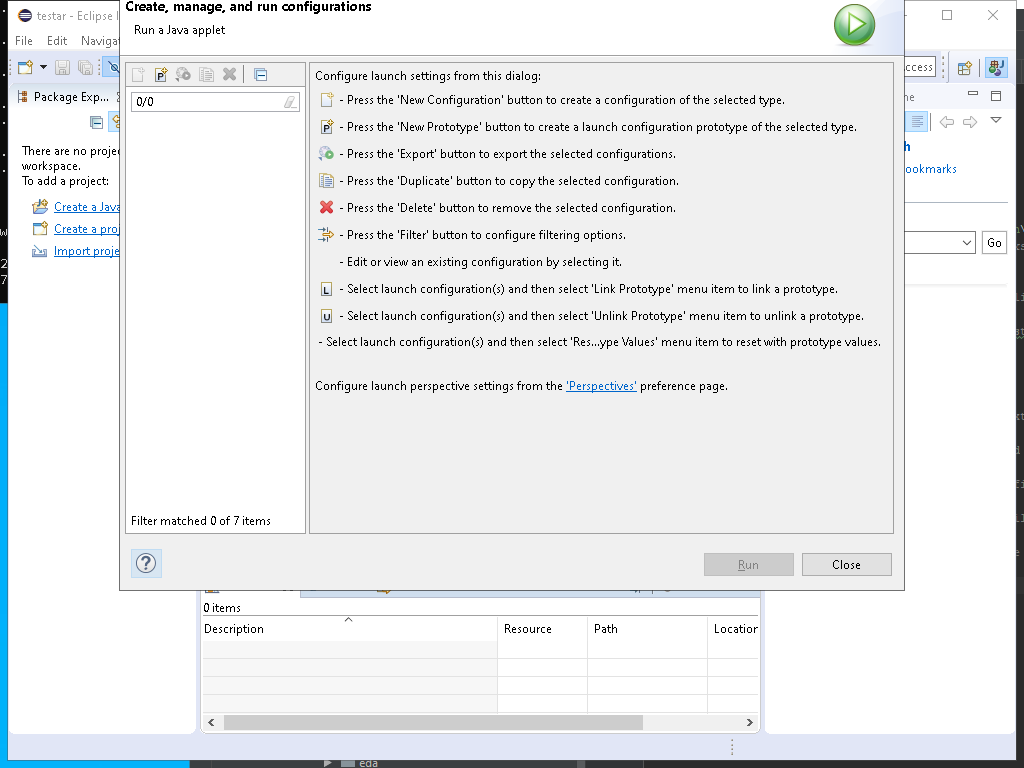 Create, manage, and run configurations
testar - Eclipse I
Run a Java applet
File Edit Navigat
Package Exp...
0/0
There are no proje
workspace.
To add a project:
Create a Java
Create a proj
Import proje
Filter matched 0 of 7 items
Configure launch settings from this dialog:
- Press the 'New Configuration' button to create a configuration of the selected type.
- Press the 'New Prototype' button to create a launch configuration prototype of the selected type.
- Press the 'Export' button to export the selected configurations.
- Press the 'Duplicate' button to copy the selected configuration.
- Press the 'Delete' button to remove the selected configuration.
- Press the 'Filter' button to configure filtering options.
- Edit or view an existing configuration by selecting it.
L - Select launch configuration(s) and then select 'Link Prototype' menu item to link a prototype.
U - Select launch configuration(s) and then select 'Unlink Prototype' menu item to unlink a prototype.
- Select launch configuration(s) and then select 'Res...ype Values' menu item to reset with prototype values.
Configure launch perspective settings from the 'Perspectives' preference page.
Run Close
ccess
ne
h
ookmarks
Go
0 items
Description Resource Path Location
eda